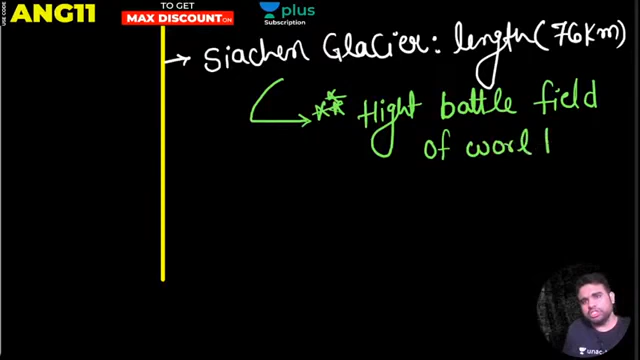 USE CODE
ANG11
TO GET
MAX DISCOUNT ON
plus
Subscription
→ Siachen Glacier: length (76Km)
Hight battle field
of worl